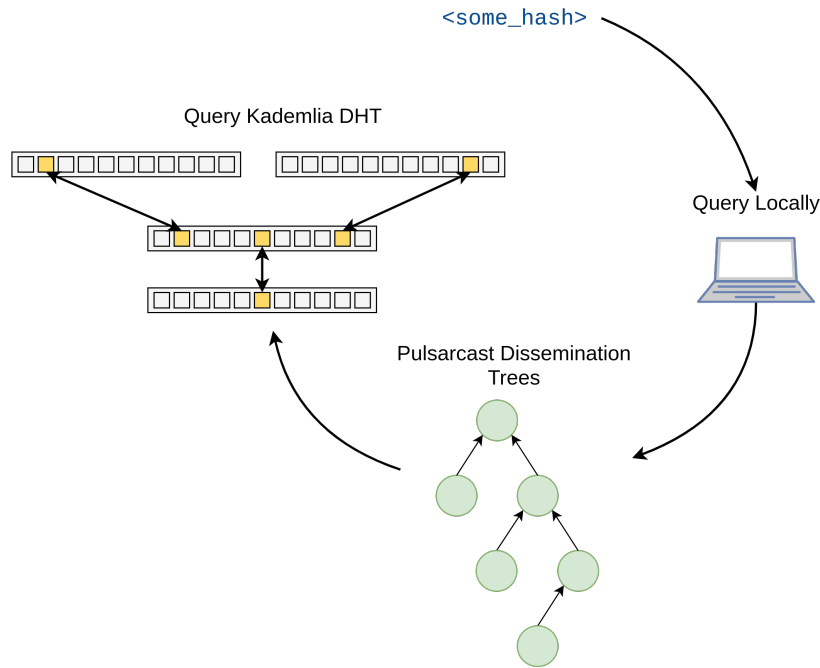 <some_hash>
Query Kademlia DHT
Query Locally
Pulsarcast Dissemination
Trees